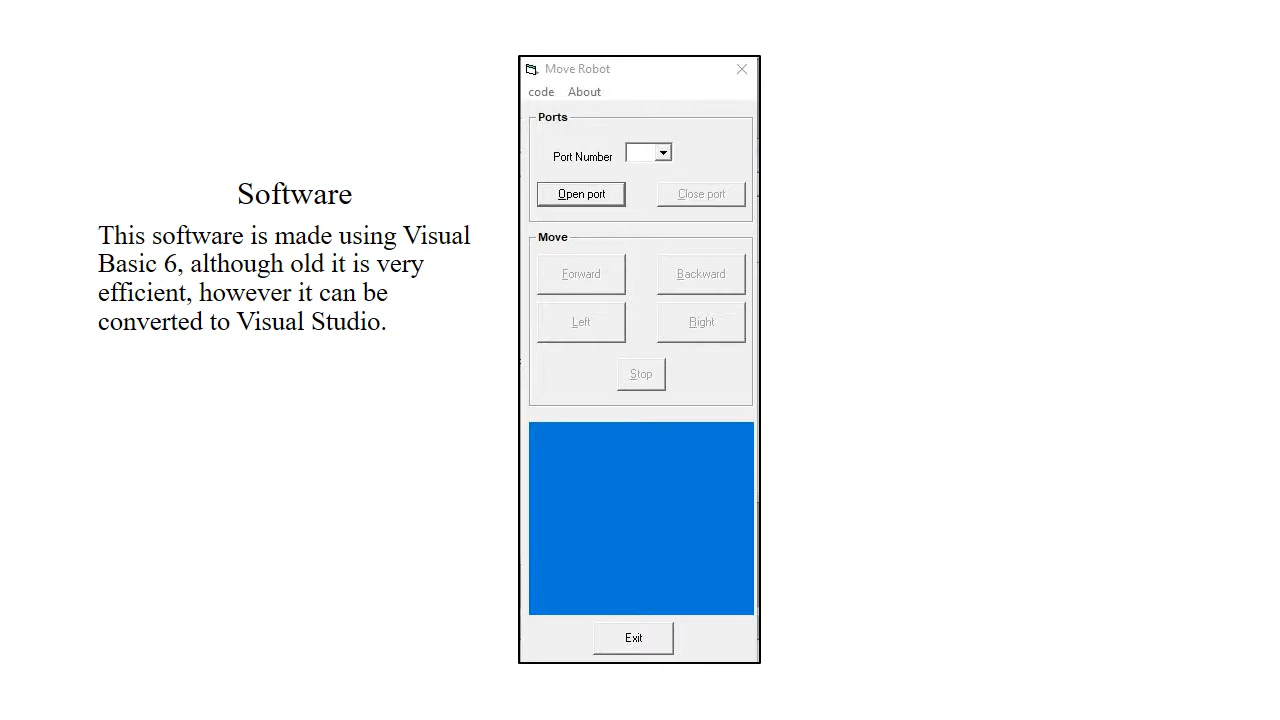 Software
This software is made using Visual
Basic 6, although old it is very
efficient, however it can be
converted to Visual Studio.
Move Robot
code About
Ports
Port Number
Open port Close port
Move
Forward Backward
Left Right
Stop
Exit